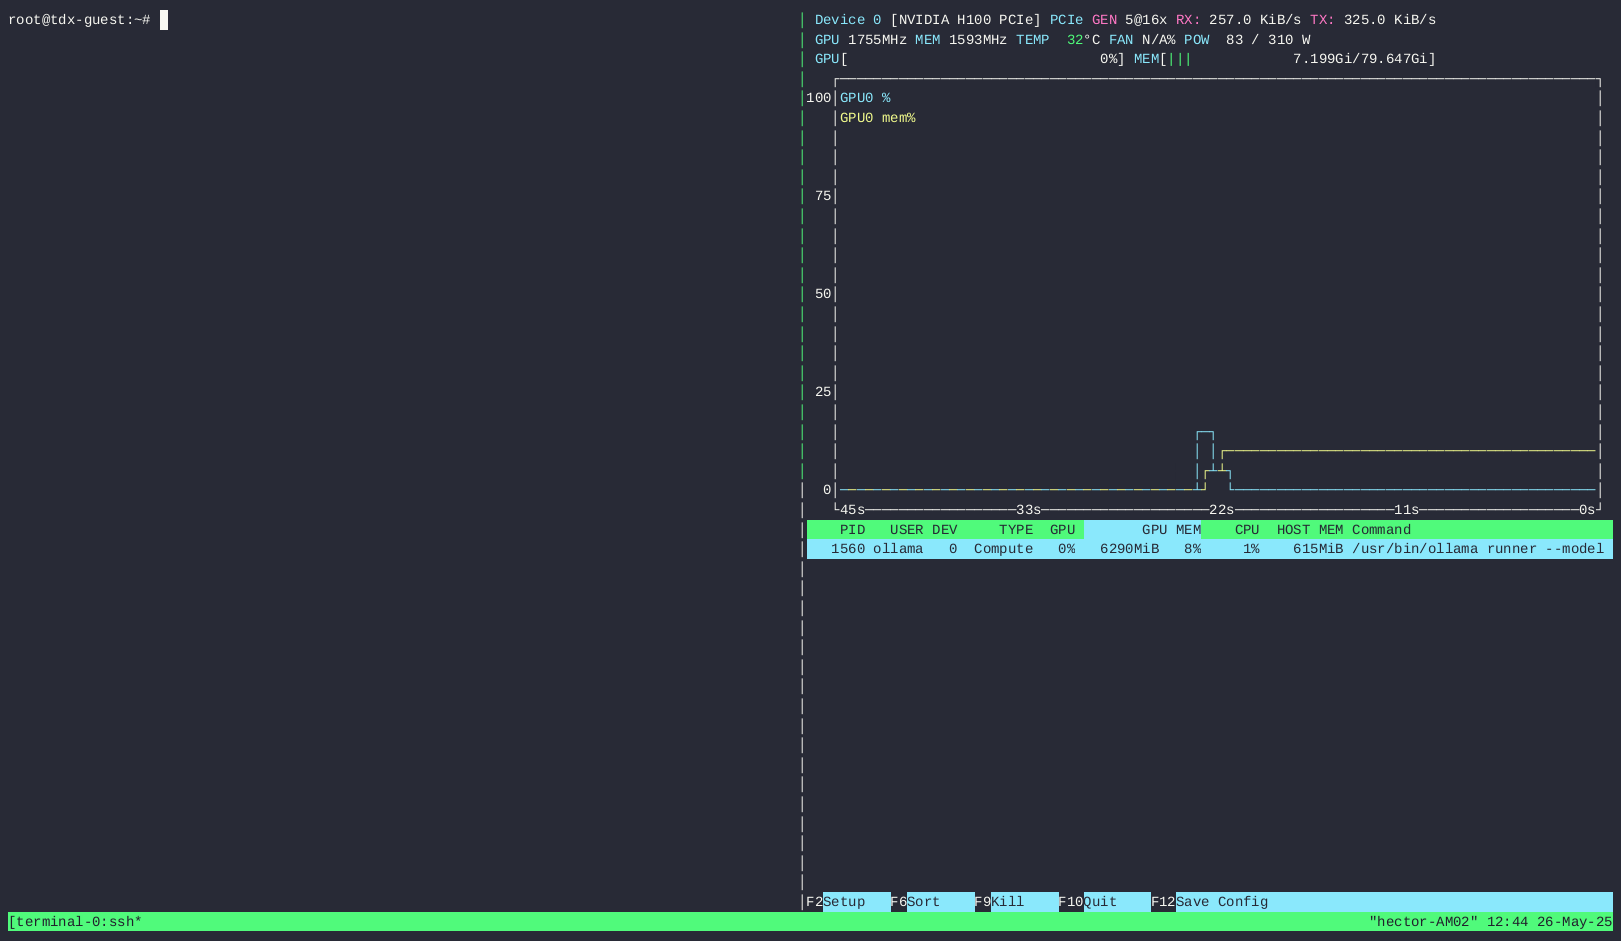 root@tdx-guest:~#
Device 0 [NVIDIA H100 PCIe] PCIe GEN 5@16x RX: 257.0 KiB/s TX: 325.0 KiB/s
GPU 1755MHz MEM 1593MHz TEMP 32°C FAN N/A% POW 83 / 310 W
GPU[ 0%] MEM[||| 7.199Gi/79.647Gi]
100 GPU0 %
GPU0 mem%
75
50
25
0
45s 33s 22s 11s 0s
PID USER DEV TYPE GPU GPU MEM CPU HOST MEM Command
1560 ollama 0 Compute 0% 6290MiB 8% 1% 615MiB /usr/bin/ollama runner --model
F2Setup F6Sort F9Kill F10Quit F12Save Config
[terminal-0:ssh* "hector-AM02" 12:44 26-May-25